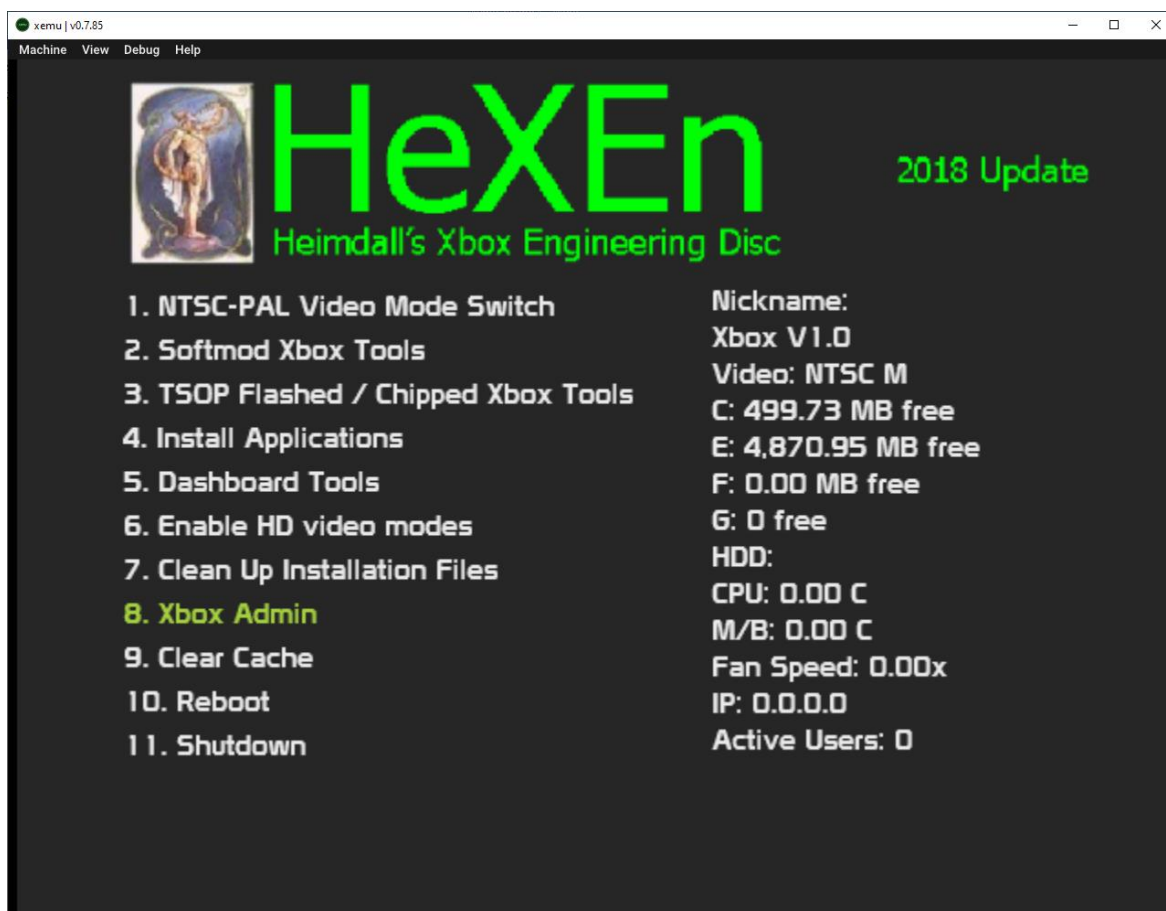 xemu | v0.7.85
Machine View Debug Help
HeXEn
2018 Update
Heimdall's Xbox Engineering Disc
1. NTSC-PAL Video Mode Switch
2. Softmod Xbox Tools
3. TSOP Flashed / Chipped Xbox Tools
4. Install Applications
5. Dashboard Tools
6. Enable HD video modes
7. Clean Up Installation Files
8. Xbox Admin
9. Clear Cache
10. Reboot
11. Shutdown
Nickname:
Xbox V1.0
Video: NTSC M
C: 499.73 MB free
E: 4,870.95 MB free
F: 0.00 MB free
G: 0 free
HDD:
CPU: 0.00 C
M/B: 0.00 C
Fan Speed: 0.00x
IP: 0.0.0.0
Active Users: 0